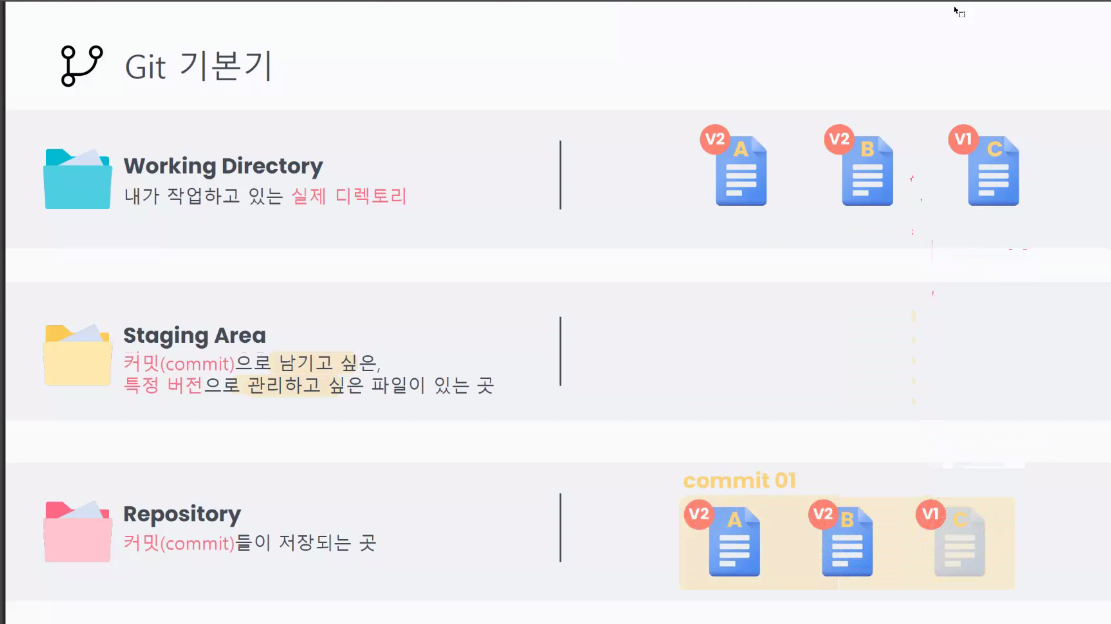 Git 기본기
Working Directory
내가 작업하고 있는 실제 디렉토리
V2 A
V2 B
V1 C
Staging Area
커밋(commit)으로 남기고 싶은,
특정 버전으로 관리하고 싶은 파일이 있는 곳
Repository
커밋(commit)들이 저장되는 곳
commit 01
V2 A
V2 B
V1 C